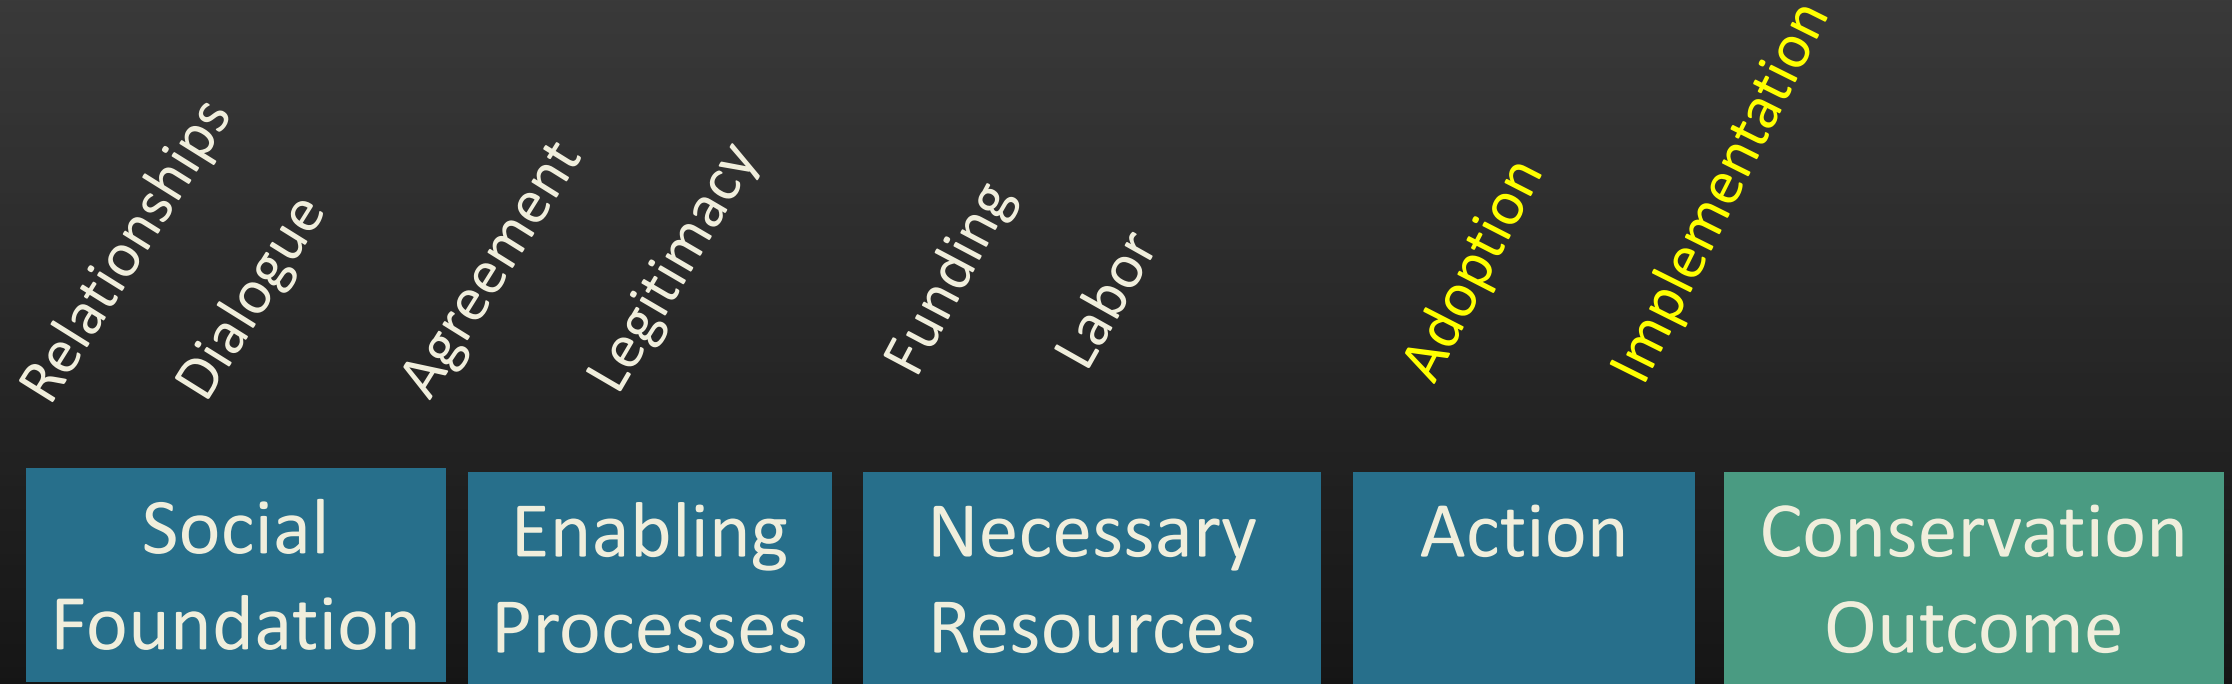 Relationships
Dialogue
Agreement
Legitimacy
Funding
Labor
Adoption
Implementation
Social
Foundation
Enabling
Processes
Necessary
Resources
Action
Conservation
Outcome